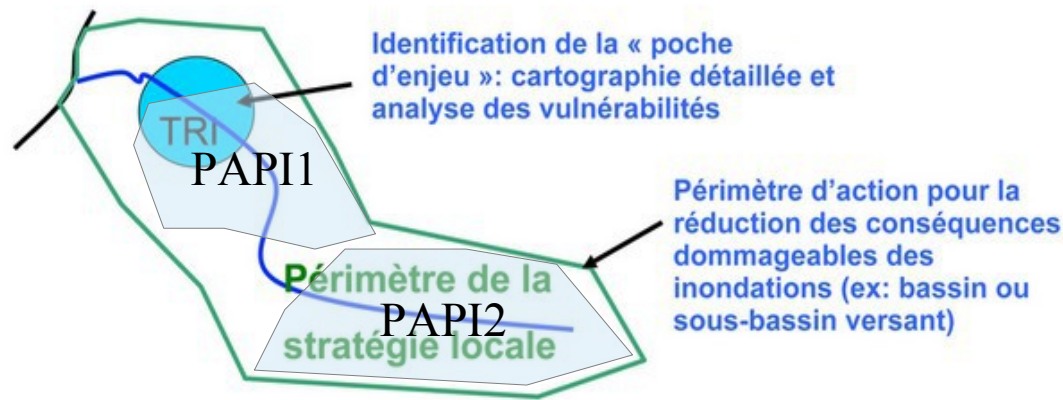 Identification de la « poche
d'enjeu »: cartographie détaillée et
analyse des vulnérabilités
TRI
PAPI1
Périmètre d'action pour la
réduction des conséquences
dommageables des
inondations (ex: bassin ou
sous-bassin versant)
Périmètre de la
PAPI2
stratégie locale